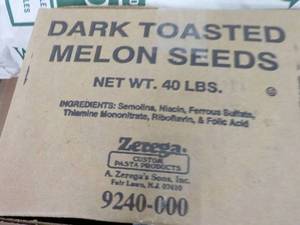 DARK TOASTED
MELON SEEDS
NET WT. 40 LBS.
INGREDIENTS: Semolina, Niacin, Ferrous Sulfate,
Thiamine Mononitrate, Riboflavin, & Folic Acid
Zerega.
CUSTOM
PASTA PRODUCTS
A. Zerega's Sons, Inc.
Fair Lawn, N.J. 07410
9240-000